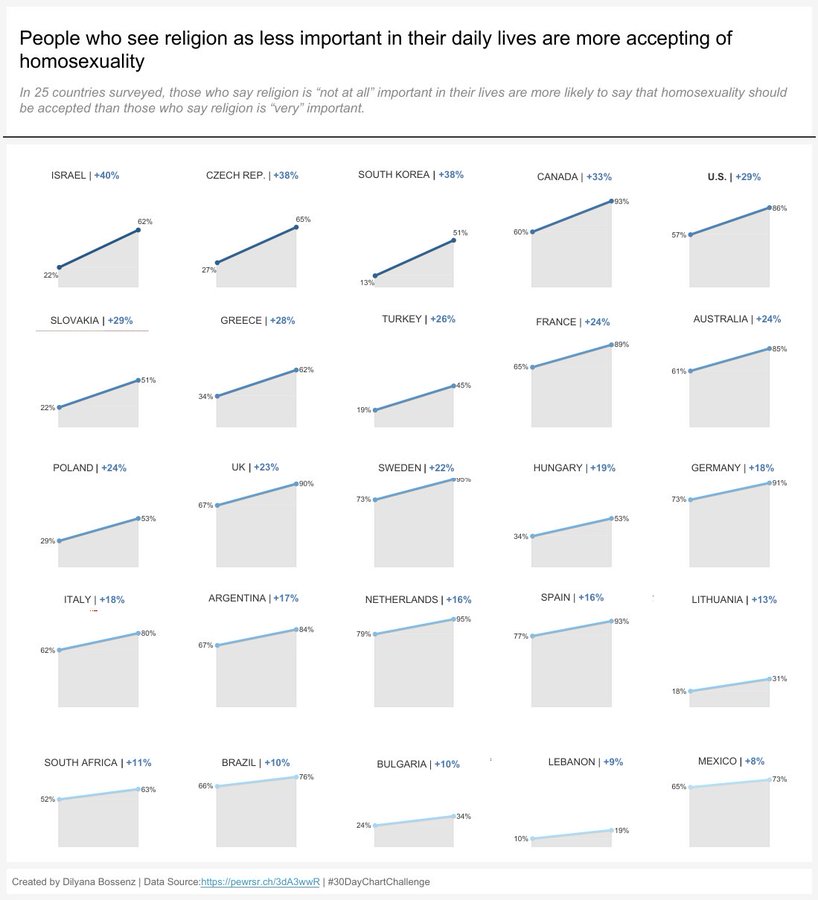 People who see religion as less important in their daily lives are more accepting of
homosexuality
In 25 countries surveyed, those who say religion is “not at all” important in their lives are more likely to say that homosexuality should
be accepted than those who say religion is “very” important.
ISRAEL | +40%
CZECH REP. | +38%
SOUTH KOREA | +38%
CANADA | +33%
U.S. | +29%
22%
62%
27%
65%
13%
51%
60%
93%
57%
86%
SLOVAKIA | +29%
GREECE | +28%
TURKEY | +26%
FRANCE | +24%
AUSTRALIA | +24%
22%
51%
34%
62%
19%
45%
65%
89%
61%
85%
POLAND | +24%
UK | +23%
SWEDEN | +22%
HUNGARY | +19%
GERMANY | +18%
29%
53%
67%
90%
73%
95%
34%
53%
73%
91%
ITALY | +18%
ARGENTINA | +17%
NETHERLANDS | +16%
SPAIN | +16%
LITHUANIA | +13%
62%
80%
67%
84%
79%
95%
77%
93%
18%
31%
SOUTH AFRICA | +11%
BRAZIL | +10%
BULGARIA | +10%
LEBANON | +9%
MEXICO | +8%
52%
63%
66%
76%
24%
34%
10%
19%
65%
73%
Created by Dilyana Bossenz | Data Source:https://pewrsr.ch/3dA3wwR | #30DayChartChallenge